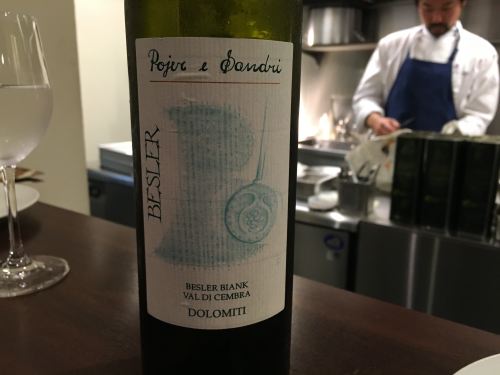 Pojer e Sandri
BESLER
BESLER BIANK
VAL DI CEMBRA
DOLOMITI